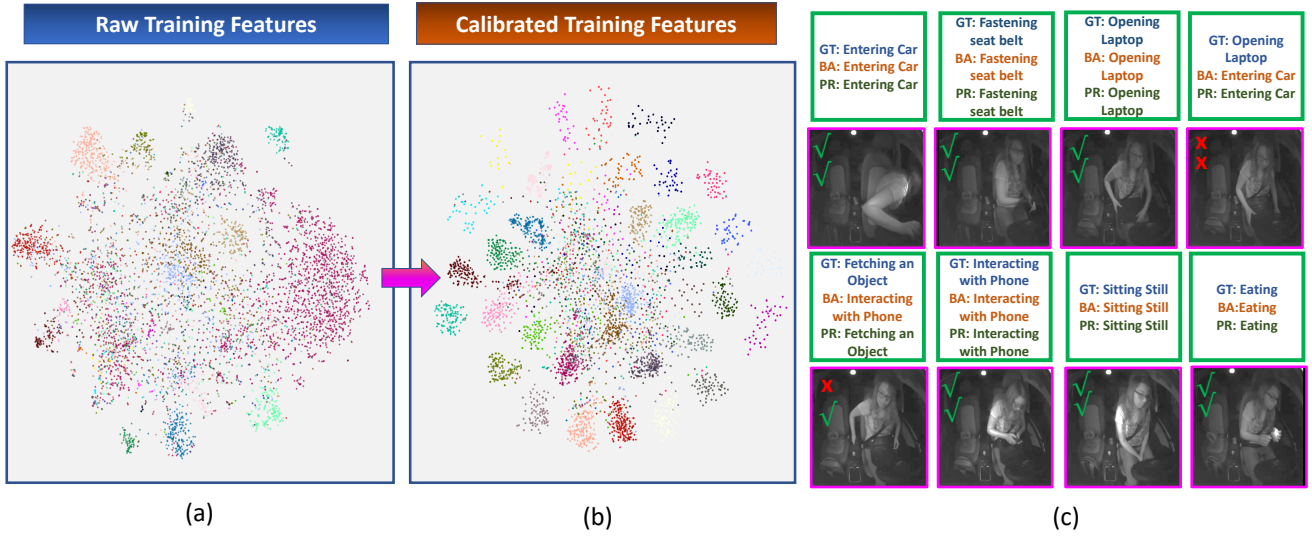 Raw Training Features
Calibrated Training Features
GT: Entering Car
BA: Entering Car
PR: Entering Car
GT: Fastening
seat belt
BA: Fastening
seat belt
PR: Fastening
seat belt
GT: Opening
Laptop
BA: Opening
Laptop
PR: Opening
Laptop
GT: Opening
Laptop
BA: Entering Car
PR: Entering Car
√
√
√
√
√
√
X
X
GT: Fetching an
Object
BA: Interacting
with Phone
PR: Fetching an
Object
GT: Interacting
with Phone
BA: Interacting
with Phone
PR: Interacting
with Phone
GT: Sitting Still
BA: Sitting Still
PR: Sitting Still
GT: Eating
BA:Eating
PR: Eating
X
√
√
√
√
√
√
√
(a)
(b)
(c)